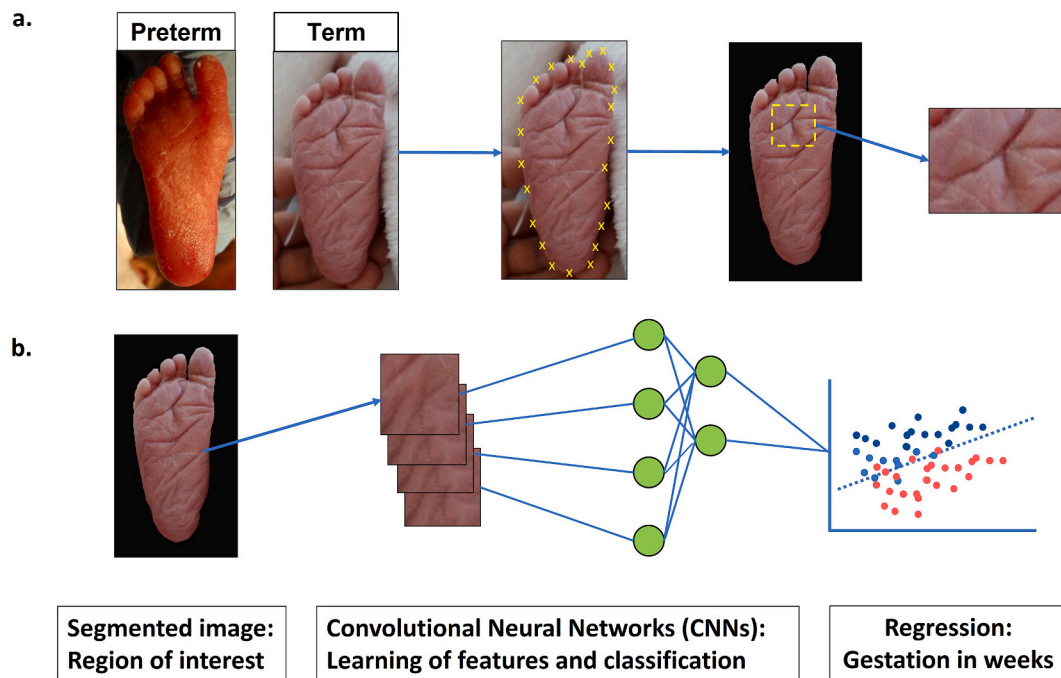 a.
Preterm
Term
b.
Segmented image:
Region of interest
Convolutional Neural Networks (CNNs):
Learning of features and classification
Regression:
Gestation in weeks